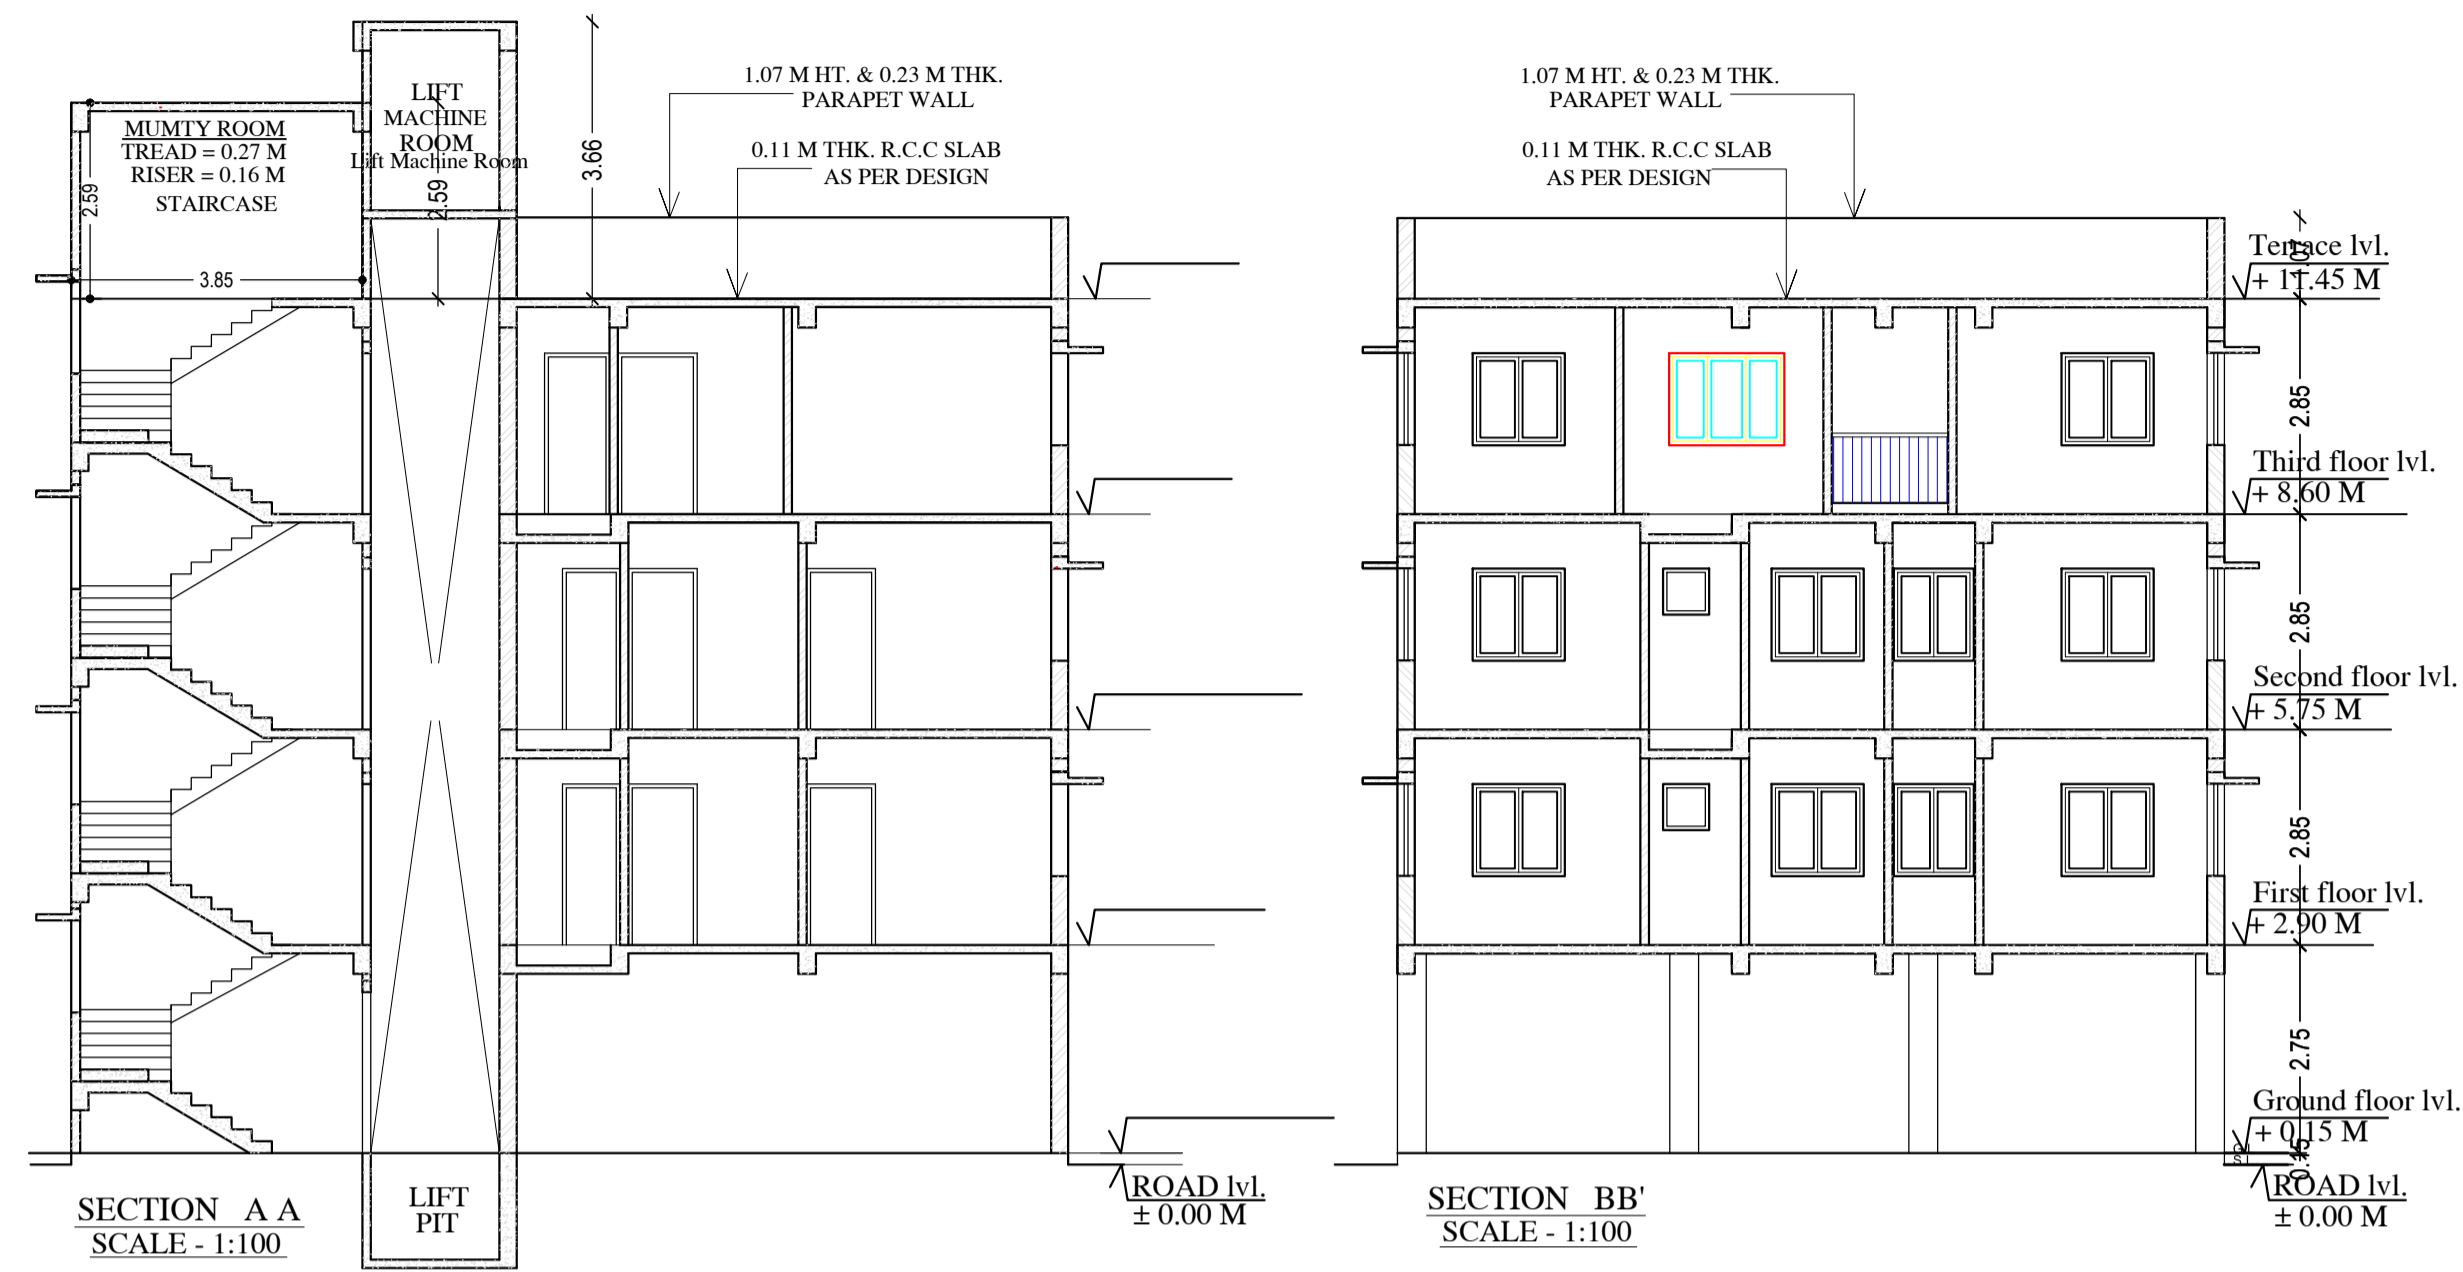 LIFT
MACHINE
ROOM
Lift Machine Room
2.59
MUMTY ROOM
TREAD = 0.27 M
RISER = 0.16 M
STAIRCASE
2.59
3.85
3.66
1.07 M HT. & 0.23 M THK.
PARAPET WALL
0.11 M THK. R.C.C SLAB
AS PER DESIGN
ROAD lvl.
± 0.00 M
LIFT
PIT
SECTION A A
SCALE - 1:100
1.07 M HT. & 0.23 M THK.
PARAPET WALL
0.11 M THK. R.C.C SLAB
AS PER DESIGN
1.07
Terrace lvl.
+ 11.45 M
2.85
Third floor lvl.
+ 8.60 M
2.85
Second floor lvl.
+ 5.75 M
2.85
First floor lvl.
+ 2.90 M
2.75
Ground floor lvl.
+ 0.15 M
0.15
ROAD lvl.
± 0.00 M
SECTION BB'
SCALE - 1:100